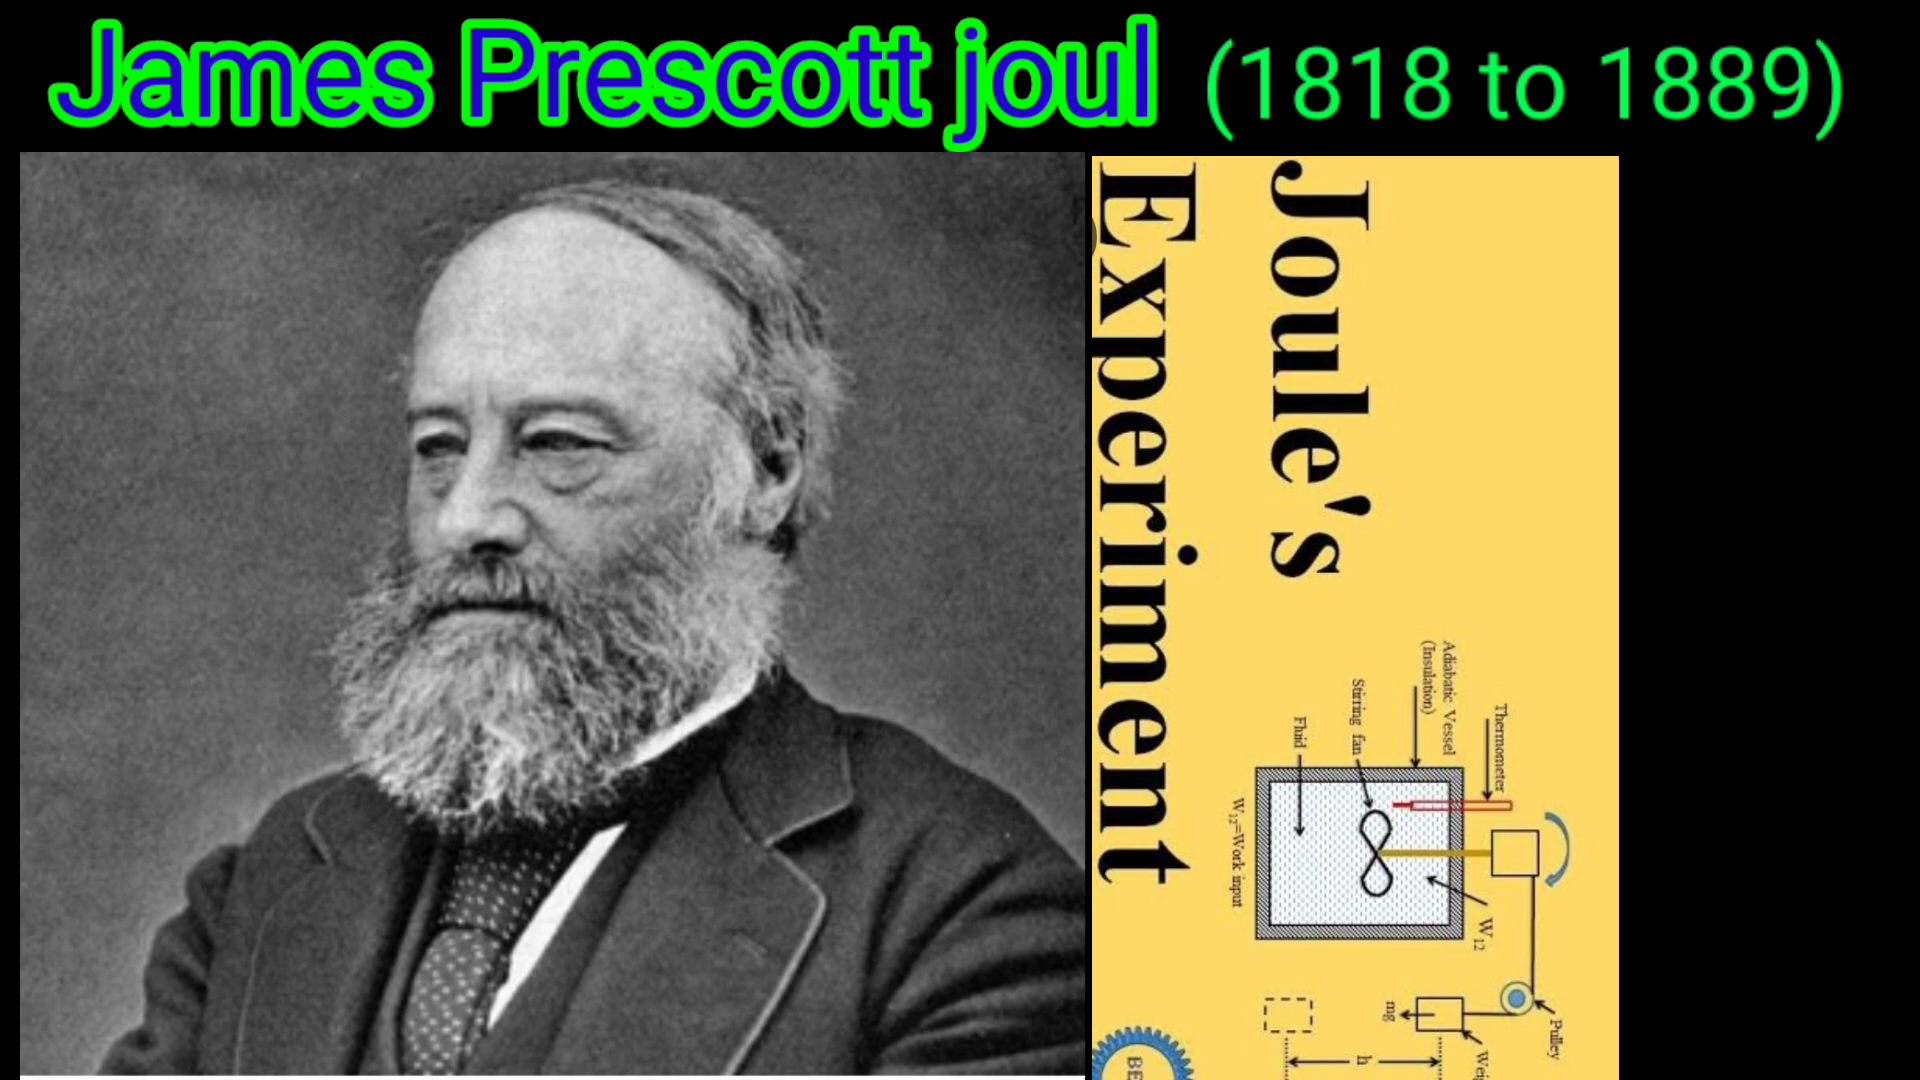 James Prescott joul (1818 to 1889)
Joule's
Experiment
Thermometer
Adiabatic Vessel
(Insulation)
Stirring fan
Fluid
W12
W12=Work input
Pulley
mg
h